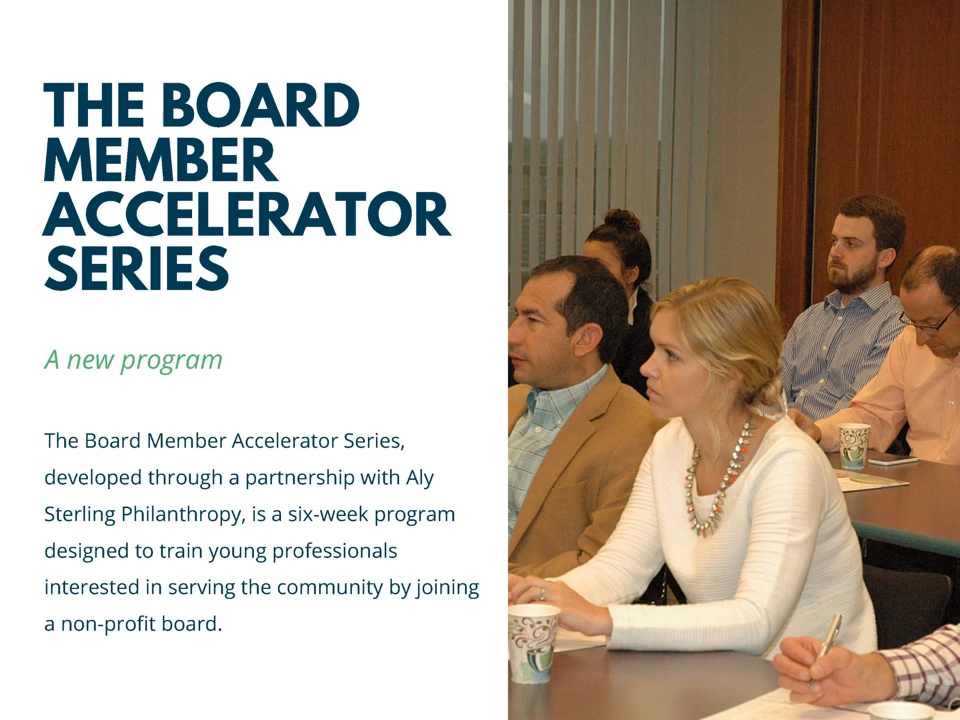 THE BOARD
MEMBER
ACCELERATOR
SERIES
A new program
The Board Member Accelerator Series,
developed through a partnership with Aly
Sterling Philanthropy, is a six-week program
designed to train young professionals
interested in serving the community by joining
a non-profit board.